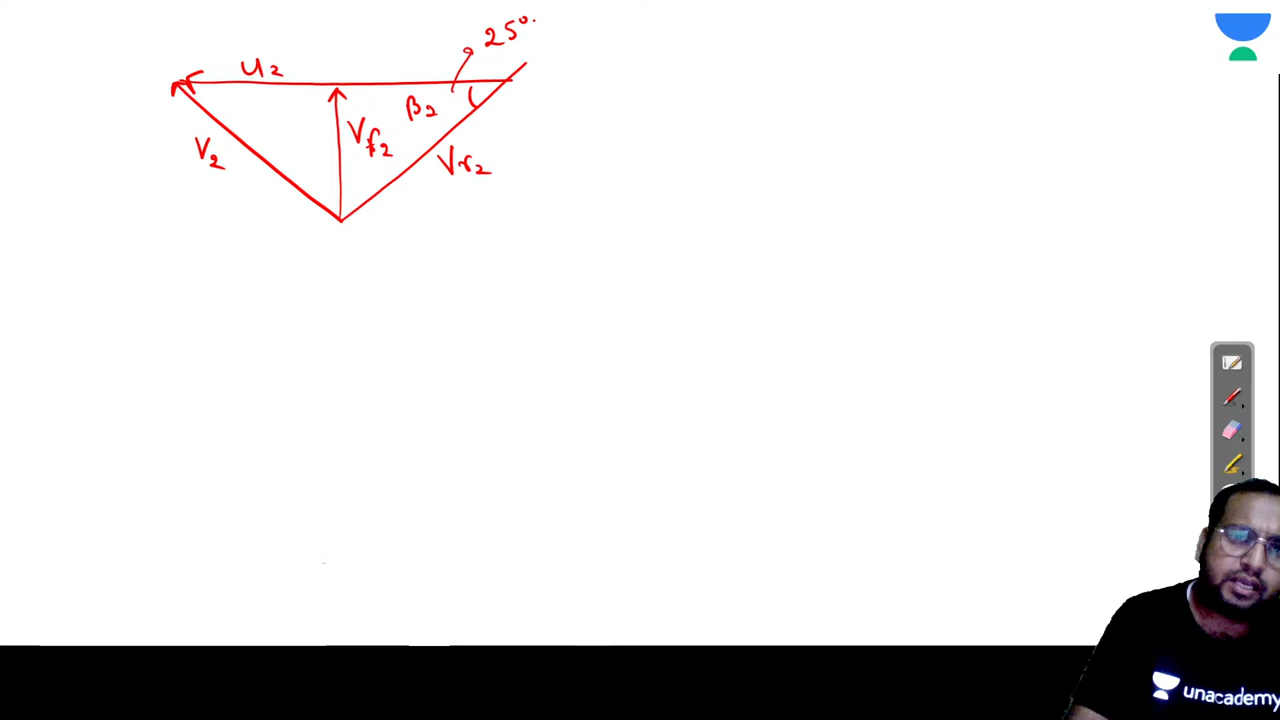 25°.
u₂
β₂
V₂
Vf₂
Vr₂
unacademy